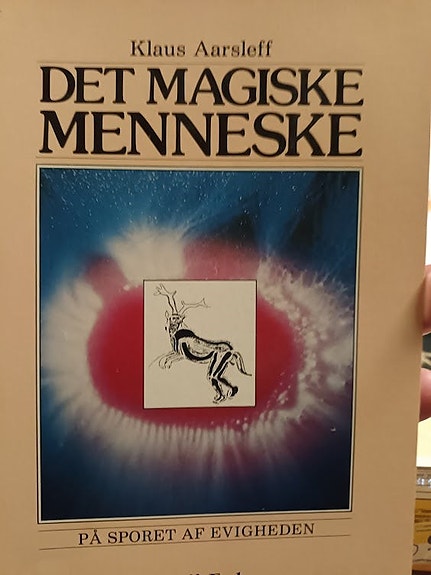 Klaus Aarsleff
DET MAGISKE
MENNESKE
PÅ SPORET AF EVIGHEDEN